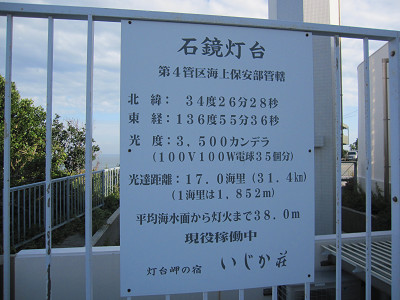 石鏡灯台
第４管区海上保安部管轄
北　緯：　３４度２６分２８秒
東　経：１３６度５５分３６秒
光　度：３，５００カンデラ
（１００Ｖ１００Ｗ電球３５個分）
光達距離：１７．０海里（３１．４㎞）
（１海里は１，８５２ｍ）
平均海水面から灯火まで３８．０ｍ
現役稼働中
灯台岬の宿　いじか荘